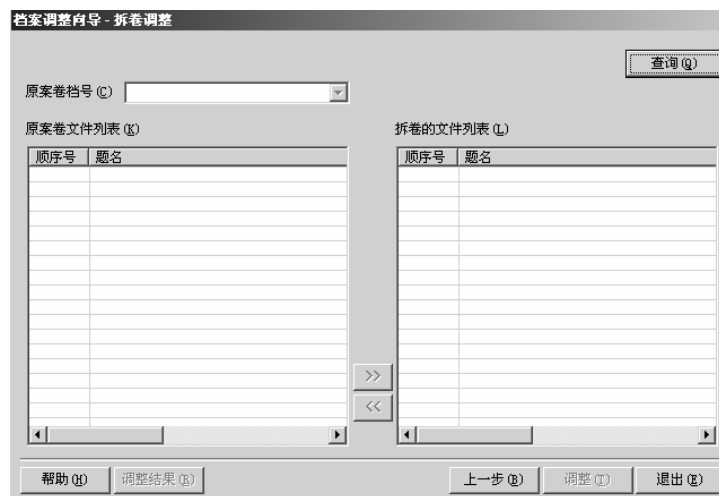 档案调整向导 - 拆卷调整
查询(Q)
原案卷档号(C)
原案卷文件列表(K)
拆卷的文件列表(L)
顺序号 题名
顺序号 题名
>>
<<
帮助(H) 调整结果(R) 上一步(B) 调整(T) 退出(E)